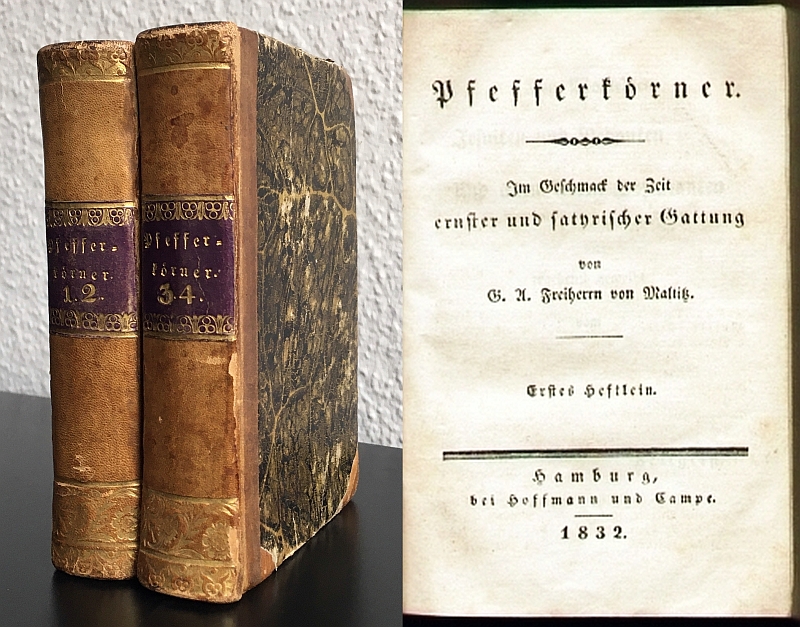 Pfeffer=
körner.
1. 2.
Pfeffer=
körner.
3 4.
Pfefferkörner.
Im Geschmack der Zeit
ernster und satyrischer Gattung
von
G. A. Freiherrn von Maltitz.
Erstes Heftlein.
Hamburg,
bei Hoffmann und Campe.
1832.